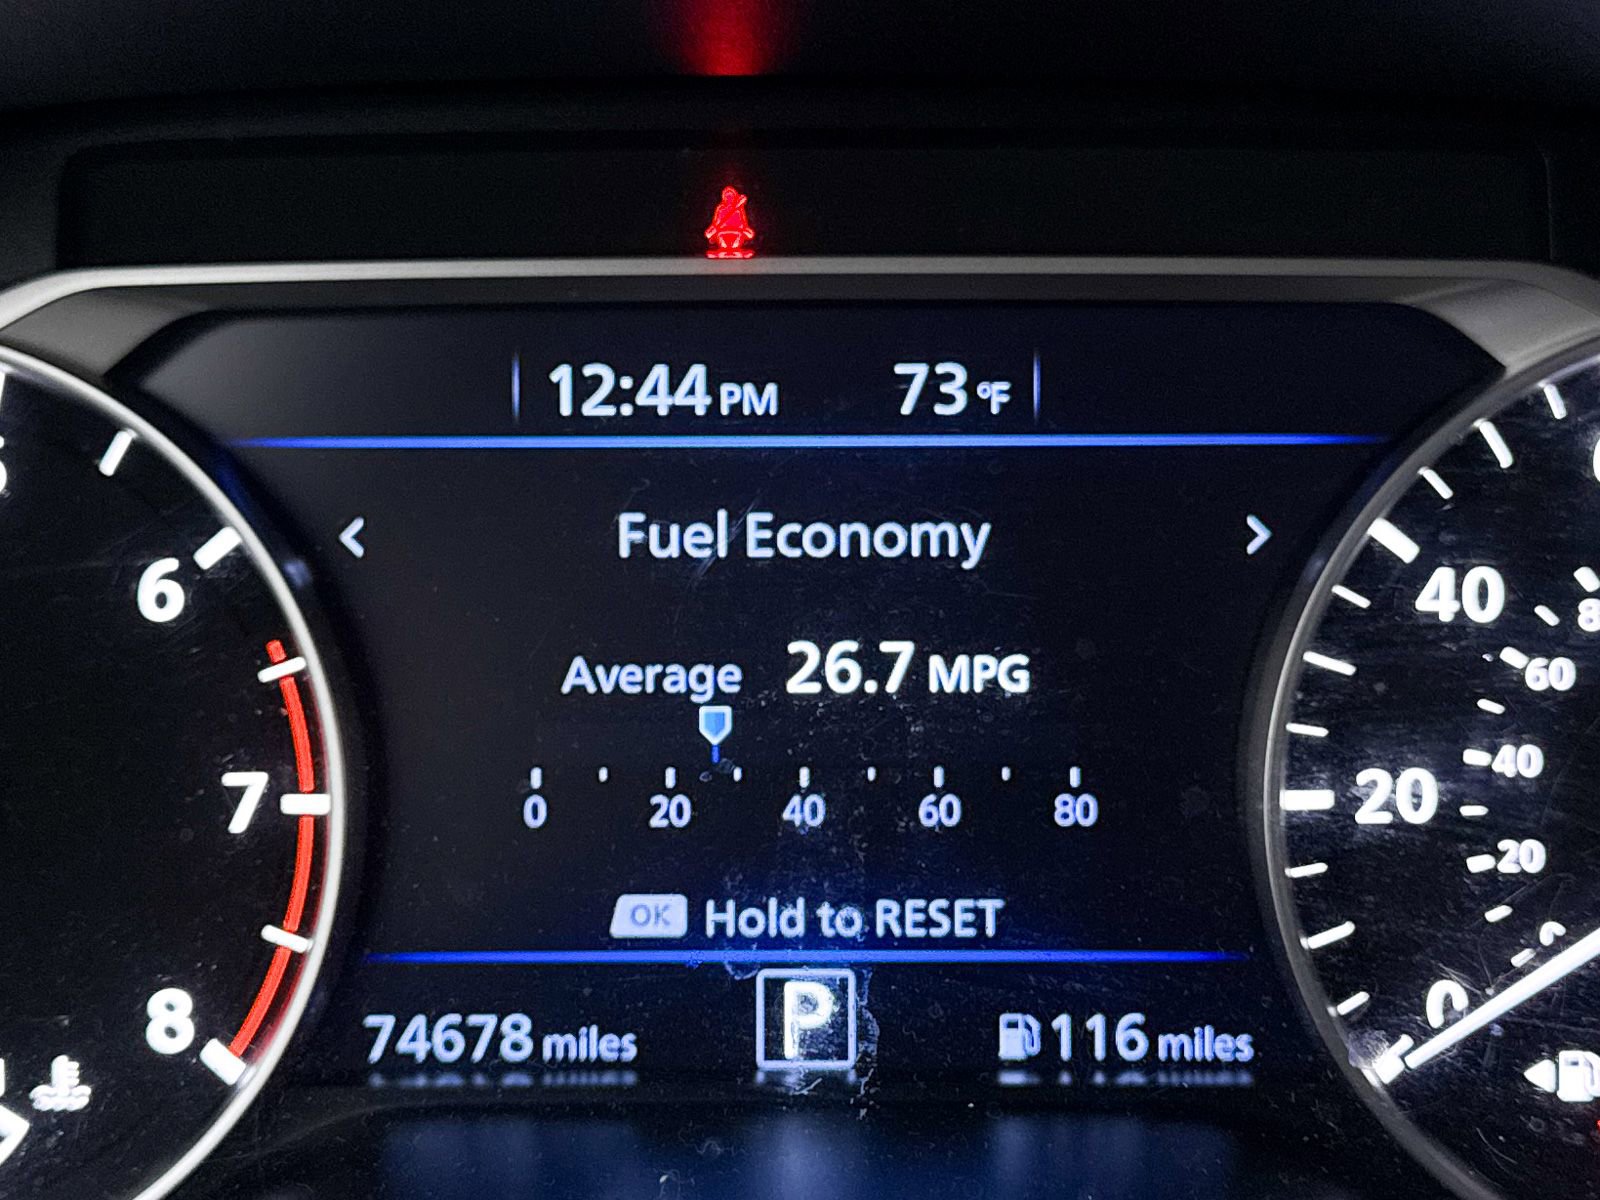 12:44 PM 73 °F
< Fuel Economy >
Average 26.7 MPG
0 20 40 60 80
OK Hold to RESET
74678 miles P 116 miles
6
7
8
40
20
0
60
40
20